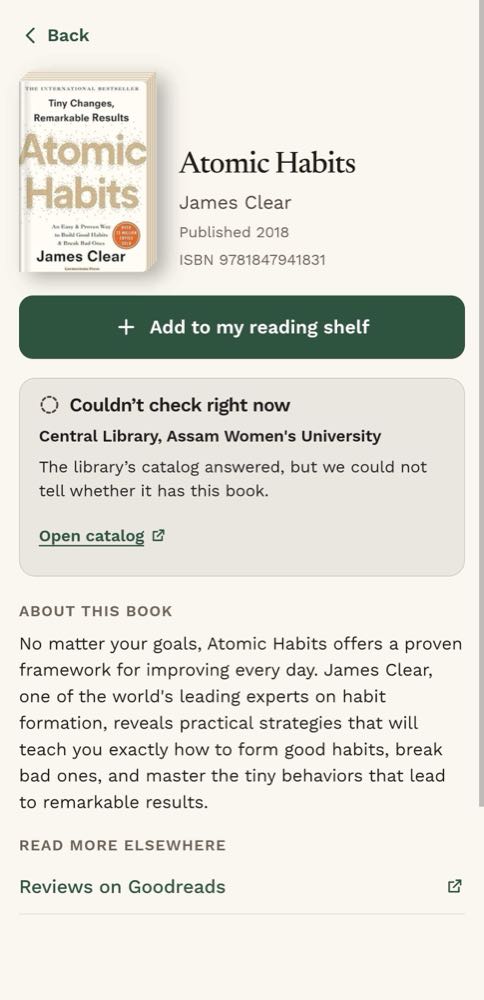 Back
THE INTERNATIONAL BESTSELLER
Tiny Changes,
Remarkable Results
Atomic
Habits
An Easy & Proven Way
to Build Good Habits
& Break Bad Ones
OVER
COPIES
SOLD
James Clear
Atomic Habits
James Clear
Published 2018
ISBN 9781847941831
Add to my reading shelf
Couldn’t check right now
Central Library, Assam Women's University
The library’s catalog answered, but we could not
tell whether it has this book.
Open catalog
ABOUT THIS BOOK
No matter your goals, Atomic Habits offers a proven
framework for improving every day. James Clear,
one of the world's leading experts on habit
formation, reveals practical strategies that will
teach you exactly how to form good habits, break
bad ones, and master the tiny behaviors that lead
to remarkable results.
READ MORE ELSEWHERE
Reviews on Goodreads